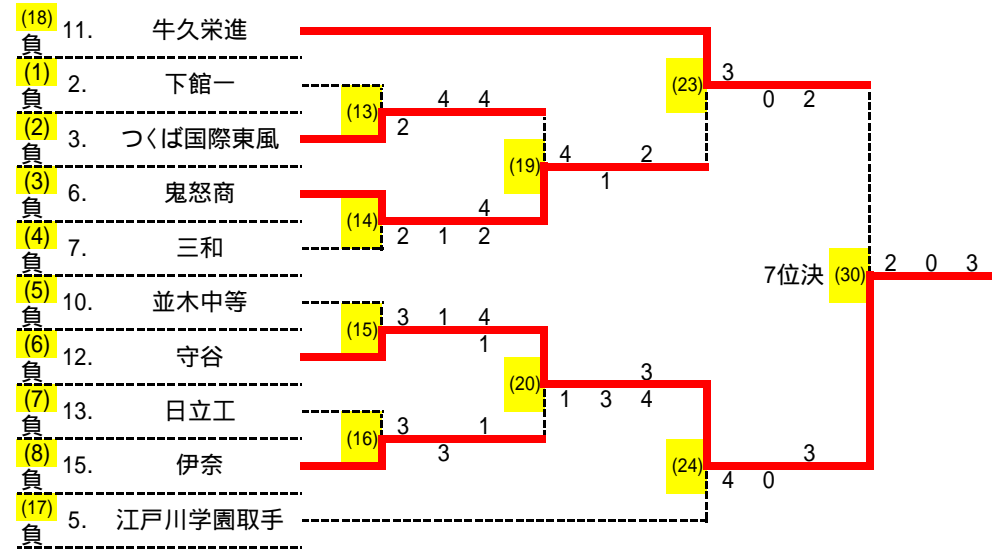 (18) 負 11. 牛久栄進
(1) 負 2. 下館一
(2) 負 3. つくば国際東風
(3) 負 6. 鬼怒商
(4) 負 7. 三和
(5) 負 10. 並木中等
(6) 負 12. 守谷
(7) 負 13. 日立工
(8) 負 15. 伊奈
(17) 負 5. 江戸川学園取手
(13) 4 4
2
(14) 4
2 1 2
(15) 3 1 4
1
(16) 3 1
3
(19) 4 2
1
(20) 3
1 3 4
(23) 3
0 2
(24) 3
4 0
7位決 (30) 2 0 3